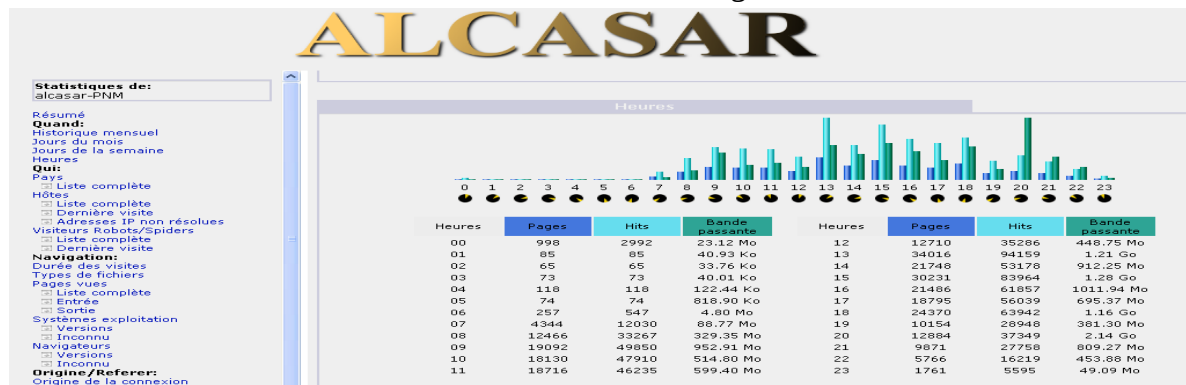 ALCASAR
Statistiques de:
alcasar-PNM
Résumé
Quand:
Historique mensuel
Jours du mois
Jours de la semaine
Heures
Qui:
Pays
Liste complète
Hôtes
Liste complète
Dernière visite
Adresses IP non résolues
Visiteurs Robots/Spiders
Liste complète
Dernière visite
Navigation:
Durée des visites
Types de fichiers
Pages vues
Liste complète
Entrée
Sortie
Systèmes exploitation
Versions
Inconnu
Navigateurs
Versions
Inconnu
Origine/Referer:
Origine de la connexion
Heures
0 1 2 3 4 5 6 7 8 9 10 11 12 13 14 15 16 17 18 19 20 21 22 23
Heures Pages Hits Bande passante Heures Pages Hits Bande passante
00 998 2992 23.12 Mo 12 12710 35286 448.75 Mo
01 85 85 40.93 Ko 13 34016 94159 1.21 Go
02 65 65 33.76 Ko 14 21748 53178 912.25 Mo
03 73 73 40.01 Ko 15 30231 83964 1.28 Go
04 118 118 122.44 Ko 16 21486 61857 1011.94 Mo
05 74 74 818.90 Ko 17 18795 56039 695.37 Mo
06 257 547 4.80 Mo 18 24370 63942 1.16 Go
07 4344 12030 88.77 Mo 19 10154 28948 381.30 Mo
08 12466 33267 329.35 Mo 20 12884 37349 2.14 Go
09 19092 49850 952.91 Mo 21 9871 27758 809.27 Mo
10 18130 47910 514.80 Mo 22 5766 16219 453.88 Mo
11 18716 46235 599.40 Mo 23 1761 5595 49.09 Mo